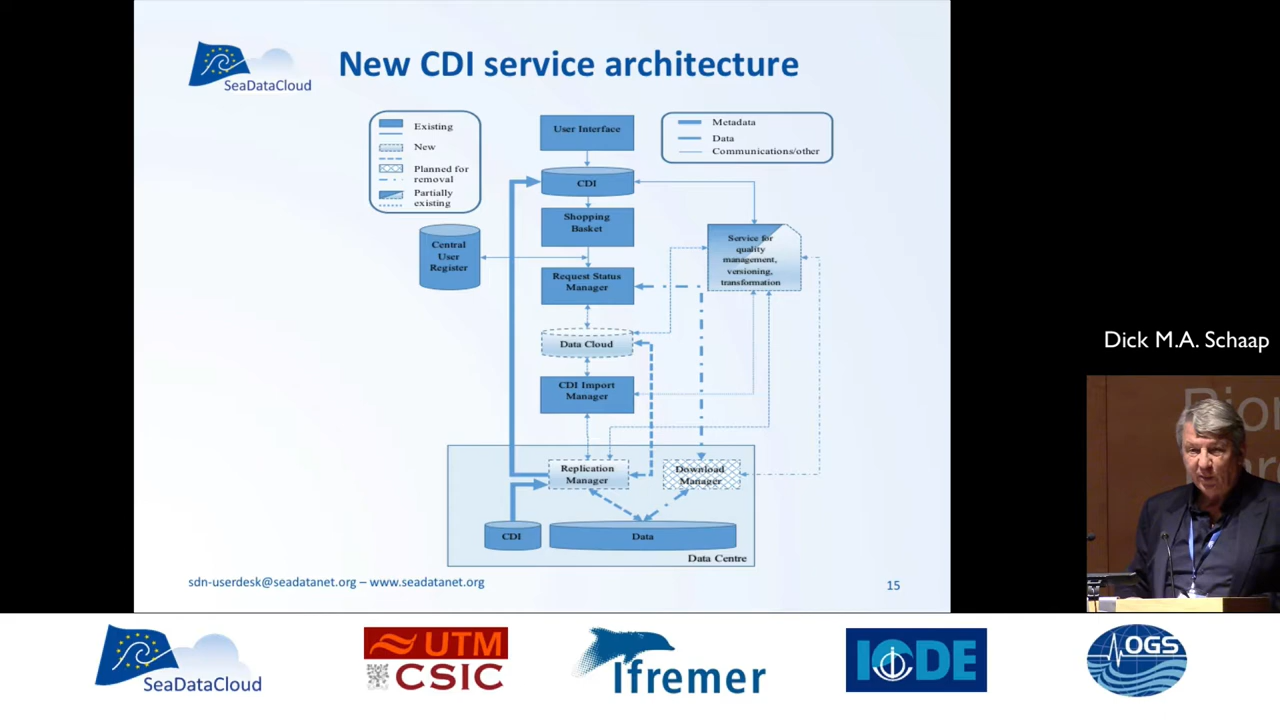 New CDI service architecture
SeaDataCloud
Existing
New
Planned for
removal
Partially
existing
User Interface
Metadata
Data
Communications/other
CDI
Shopping
Basket
Central
User
Register
Service for
quality
management,
versioning,
transformation
Request Status
Manager
Data Cloud
CDI Import
Manager
Replication
Manager
Download
Manager
CDI
Data
Data Centre
sdn-userdesk@seadatanet.org – www.seadatanet.org
15
Dick M.A. Schaap
SeaDataCloud
UTM
CSIC
Ifremer
IODE
OGS